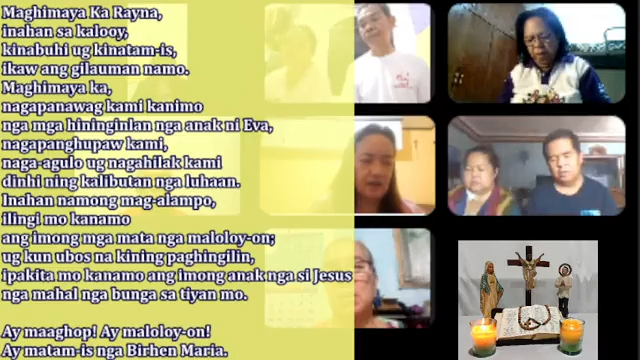 Maghimaya Ka Rayna,
inahan sa kalooy,
kinabuhi ug kinatam-is,
ikaw ang gilauman namo.
Maghimaya ka,
nagapanawag kami kanimo
nga mga hininginlan nga anak ni Eva,
nagapanghupaw kami,
naga-agulo ug nagahilak kami
dinhi ning kalibutan nga luhaan.
Inahan namong mag-alampo,
ilingi mo kanamo
ang imong mga mata nga maloloy-on;
ug kun ubos na kining paghingilin,
ipakita mo kanamo ang imong anak nga si Jesus
nga mahal nga bunga sa tiyan mo.
Ay maaghop! Ay maloloy-on!
Ay matam-is nga Birhen Maria.